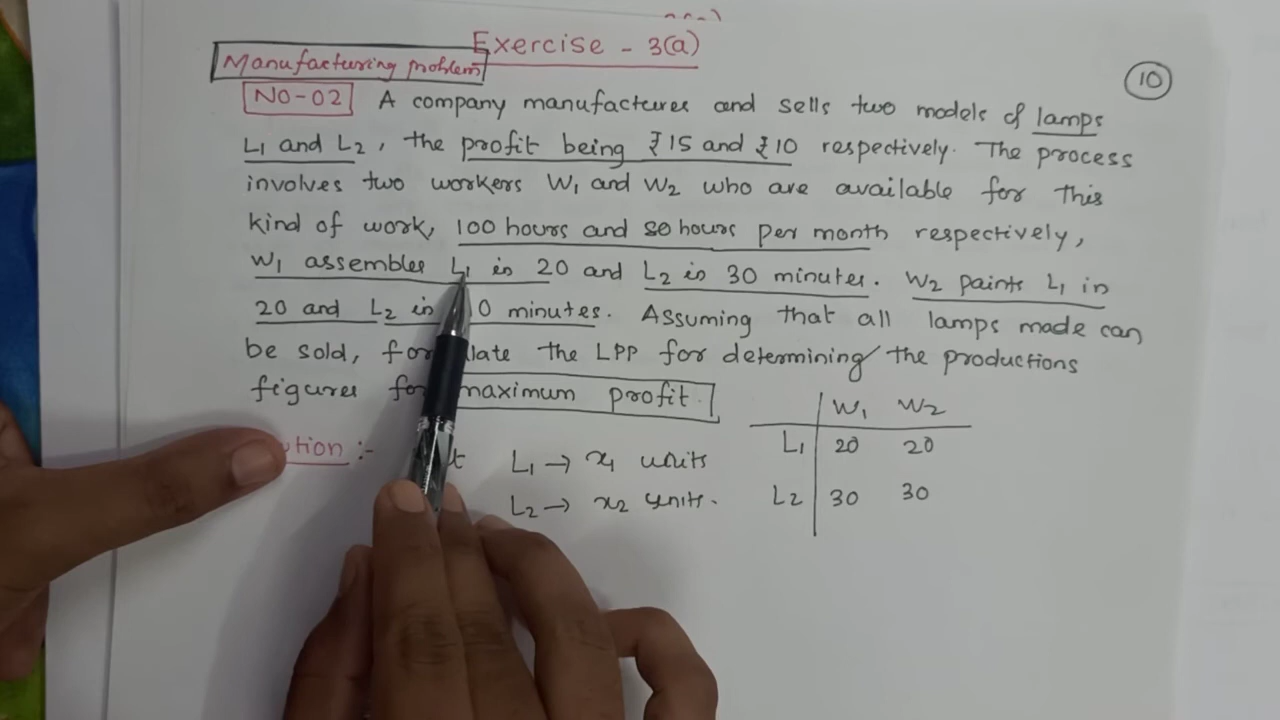 Exercise - 3(a)
Manufacturing problem
10
NO-02 A company manufactures and sells two models of lamps
L1 and L2, the profit being ₹15 and ₹10 respectively. The process
involves two workers W1 and W2 who are available for this
kind of work, 100 hours and 80 hours per month respectively,
W1 assembles L1 in 20 and L2 in 30 minutes. W2 paints L1 in
20 and L2 in 0 minutes. Assuming that all lamps made can
be sold, the LPP for determining the productions
figures maximum profit.
W1 W2
:- L1 → x1 units
L1 20 20
L2 → x2 units.
L2 30 30